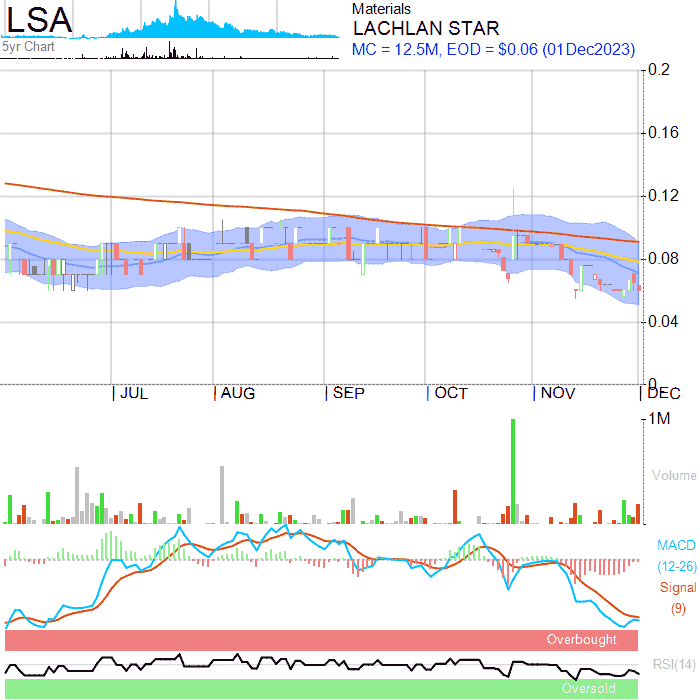 LSA
5yr Chart
Materials
LACHLAN STAR
MC = 12.5M, EOD = $0.06 (01Dec2023)
0.2
0.16
0.12
0.08
0.04
0
JUL AUG SEP OCT NOV DEC
1M
Volume
MACD
(12-26)
Signal
(9)
Overbought
RSI(14)
Oversold